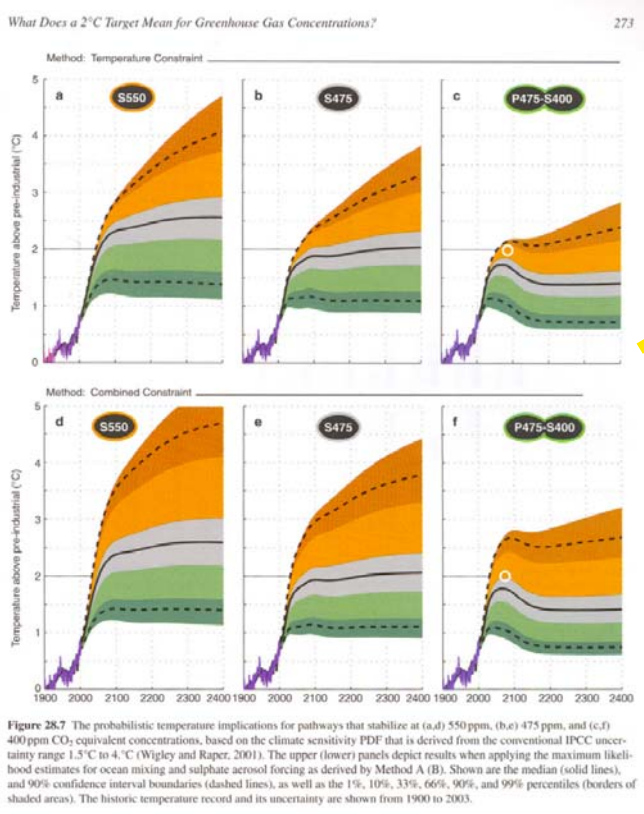 What Does a 2°C Target Mean for Greenhouse Gas Concentrations? 273
Method: Temperature Constraint
a S550 b S475 c P475-S400
Temperature above pre-industrial (°C)
5
4
3
2
1
0
Method: Combined Constraint
d S550 e S475 f P475-S400
Temperature above pre-industrial (°C)
5
4
3
2
1
0
1900 2000 2100 2200 2300 2400 1900 2000 2100 2200 2300 2400 1900 2000 2100 2200 2300 2400
Figure 28.7 The probabilistic temperature implications for pathways that stabilize at (a,d) 550 ppm, (b,e) 475 ppm, and (c,f)
400 ppm CO₂ equivalent concentrations, based on the climate sensitivity PDF that is derived from the conventional IPCC uncer-
tainty range 1.5°C to 4.°C (Wigley and Raper, 2001). The upper (lower) panels depict results when applying the maximum likeli-
hood estimates for ocean mixing and sulphate aerosol forcing as derived by Method A (B). Shown are the median (solid lines),
and 90% confidence interval boundaries (dashed lines), as well as the 1%, 10%, 33%, 66%, 90%, and 99% percentiles (borders of
shaded areas). The historic temperature record and its uncertainty are shown from 1900 to 2003.